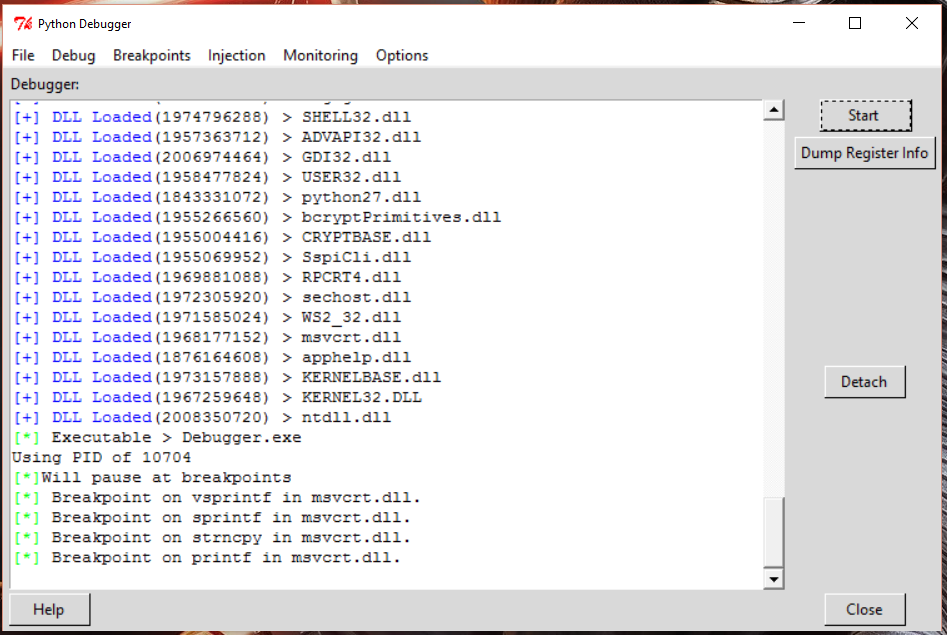 Python Debugger
File Debug Breakpoints Injection Monitoring Options
Debugger:
[+] DLL Loaded(1974796288) > SHELL32.dll
[+] DLL Loaded(1957363712) > ADVAPI32.dll
[+] DLL Loaded(2006974464) > GDI32.dll
[+] DLL Loaded(1958477824) > USER32.dll
[+] DLL Loaded(1843331072) > python27.dll
[+] DLL Loaded(1955266560) > bcryptPrimitives.dll
[+] DLL Loaded(1955004416) > CRYPTBASE.dll
[+] DLL Loaded(1955069952) > SspiCli.dll
[+] DLL Loaded(1969881088) > RPCRT4.dll
[+] DLL Loaded(1972305920) > sechost.dll
[+] DLL Loaded(1971585024) > WS2_32.dll
[+] DLL Loaded(1968177152) > msvcrt.dll
[+] DLL Loaded(1876164608) > apphelp.dll
[+] DLL Loaded(1973157888) > KERNELBASE.dll
[+] DLL Loaded(1967259648) > KERNEL32.DLL
[+] DLL Loaded(2008350720) > ntdll.dll
[*] Executable > Debugger.exe
Using PID of 10704
[*]Will pause at breakpoints
[*] Breakpoint on vsprintf in msvcrt.dll.
[*] Breakpoint on sprintf in msvcrt.dll.
[*] Breakpoint on strncpy in msvcrt.dll.
[*] Breakpoint on printf in msvcrt.dll.
Start
Dump Register Info
Detach
Help
Close